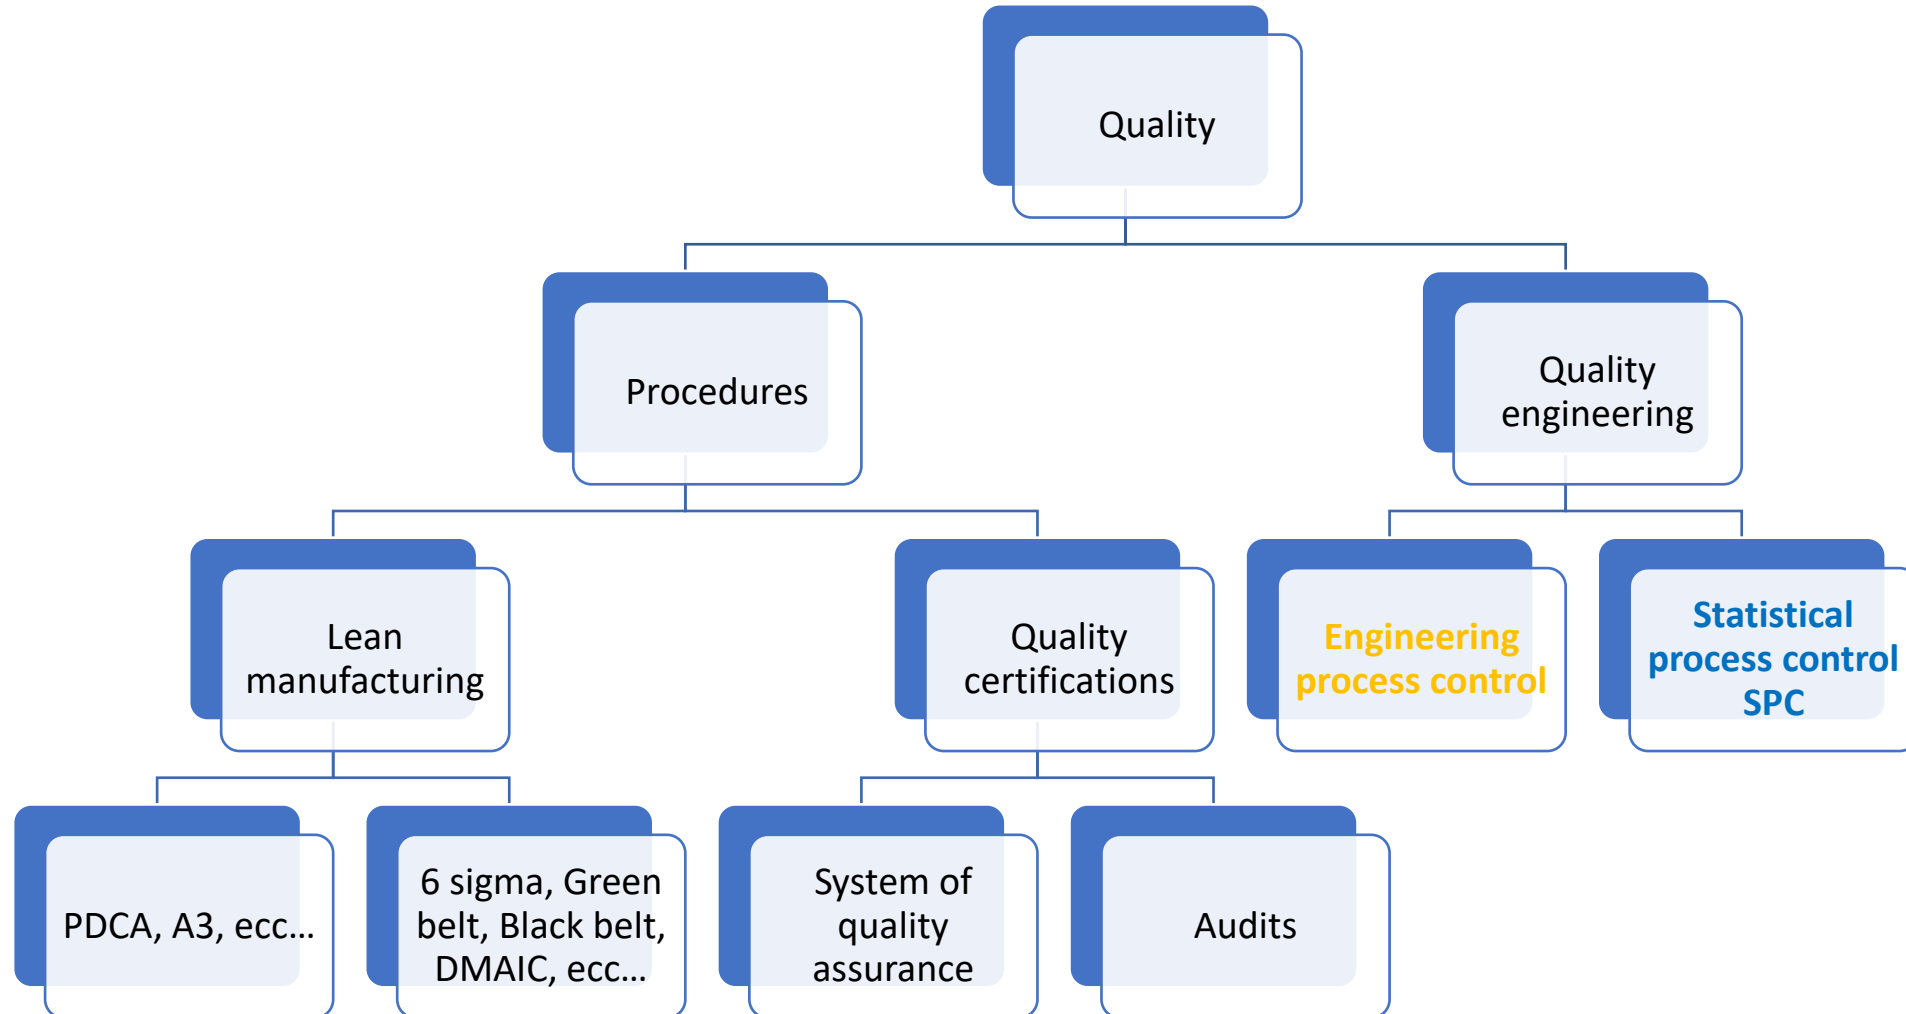 Quality
Procedures
Quality
engineering
Lean
manufacturing
Quality
certifications
Engineering
process control
Statistical
process control
SPC
PDCA, A3, ecc...
6 sigma, Green
belt, Black belt,
DMAIC, ecc...
System of
quality
assurance
Audits